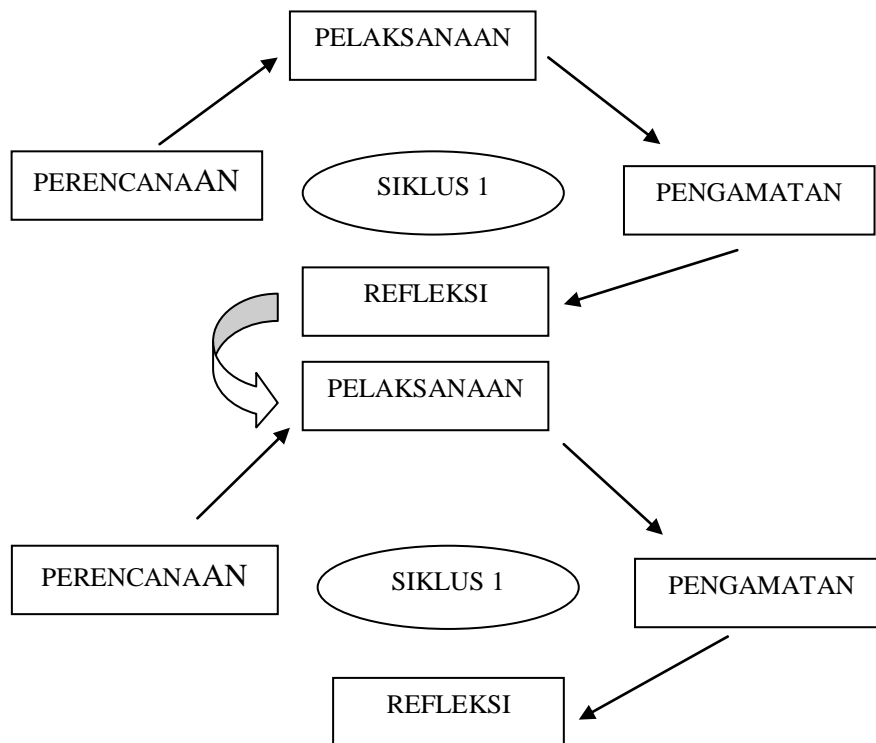 PELAKSANAAN
PERENCANAAN
SIKLUS 1
PENGAMATAN
REFLEKSI
PELAKSANAAN
PERENCANAAN
SIKLUS 1
PENGAMATAN
REFLEKSI